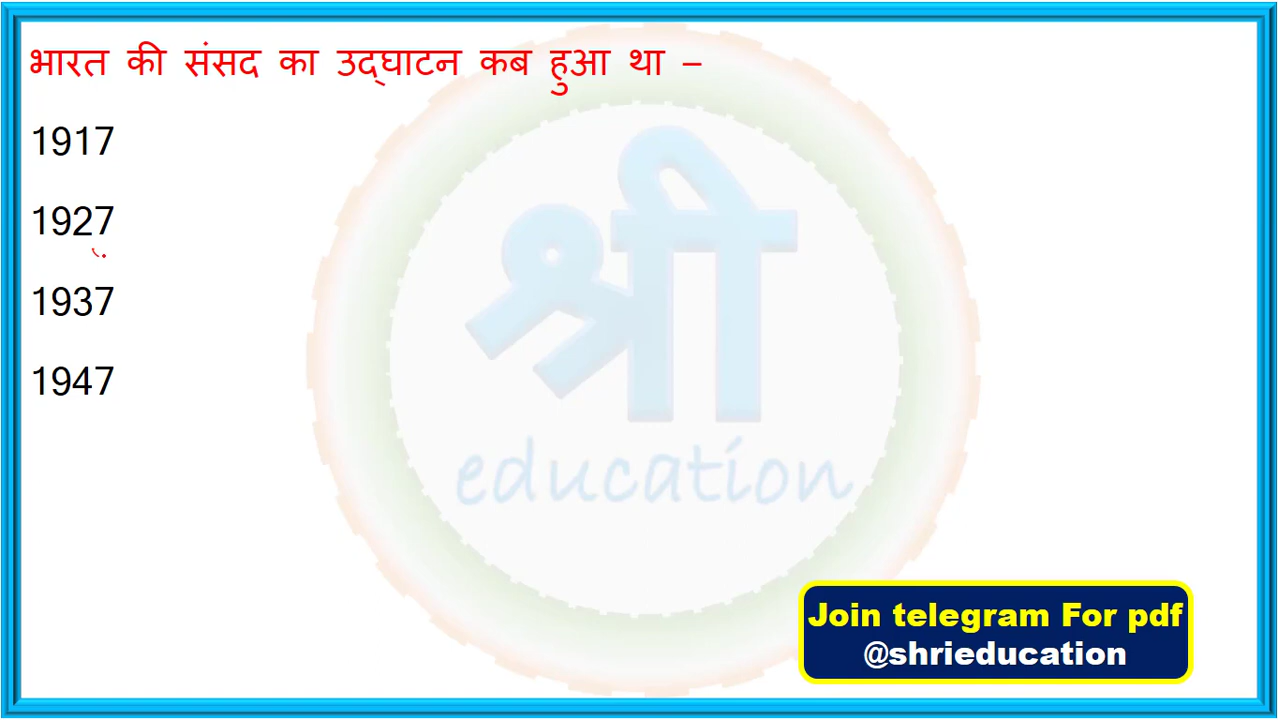 भारत की संसद का उद्घाटन कब हुआ था –
1917
1927
1937
1947
श्री
education
Join telegram For pdf
@shrieducation